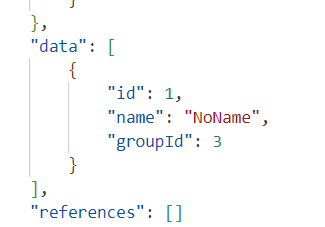 }
},
"data": [
{
"id": 1,
"name": "NoName",
"groupId": 3
}
],
"references": []